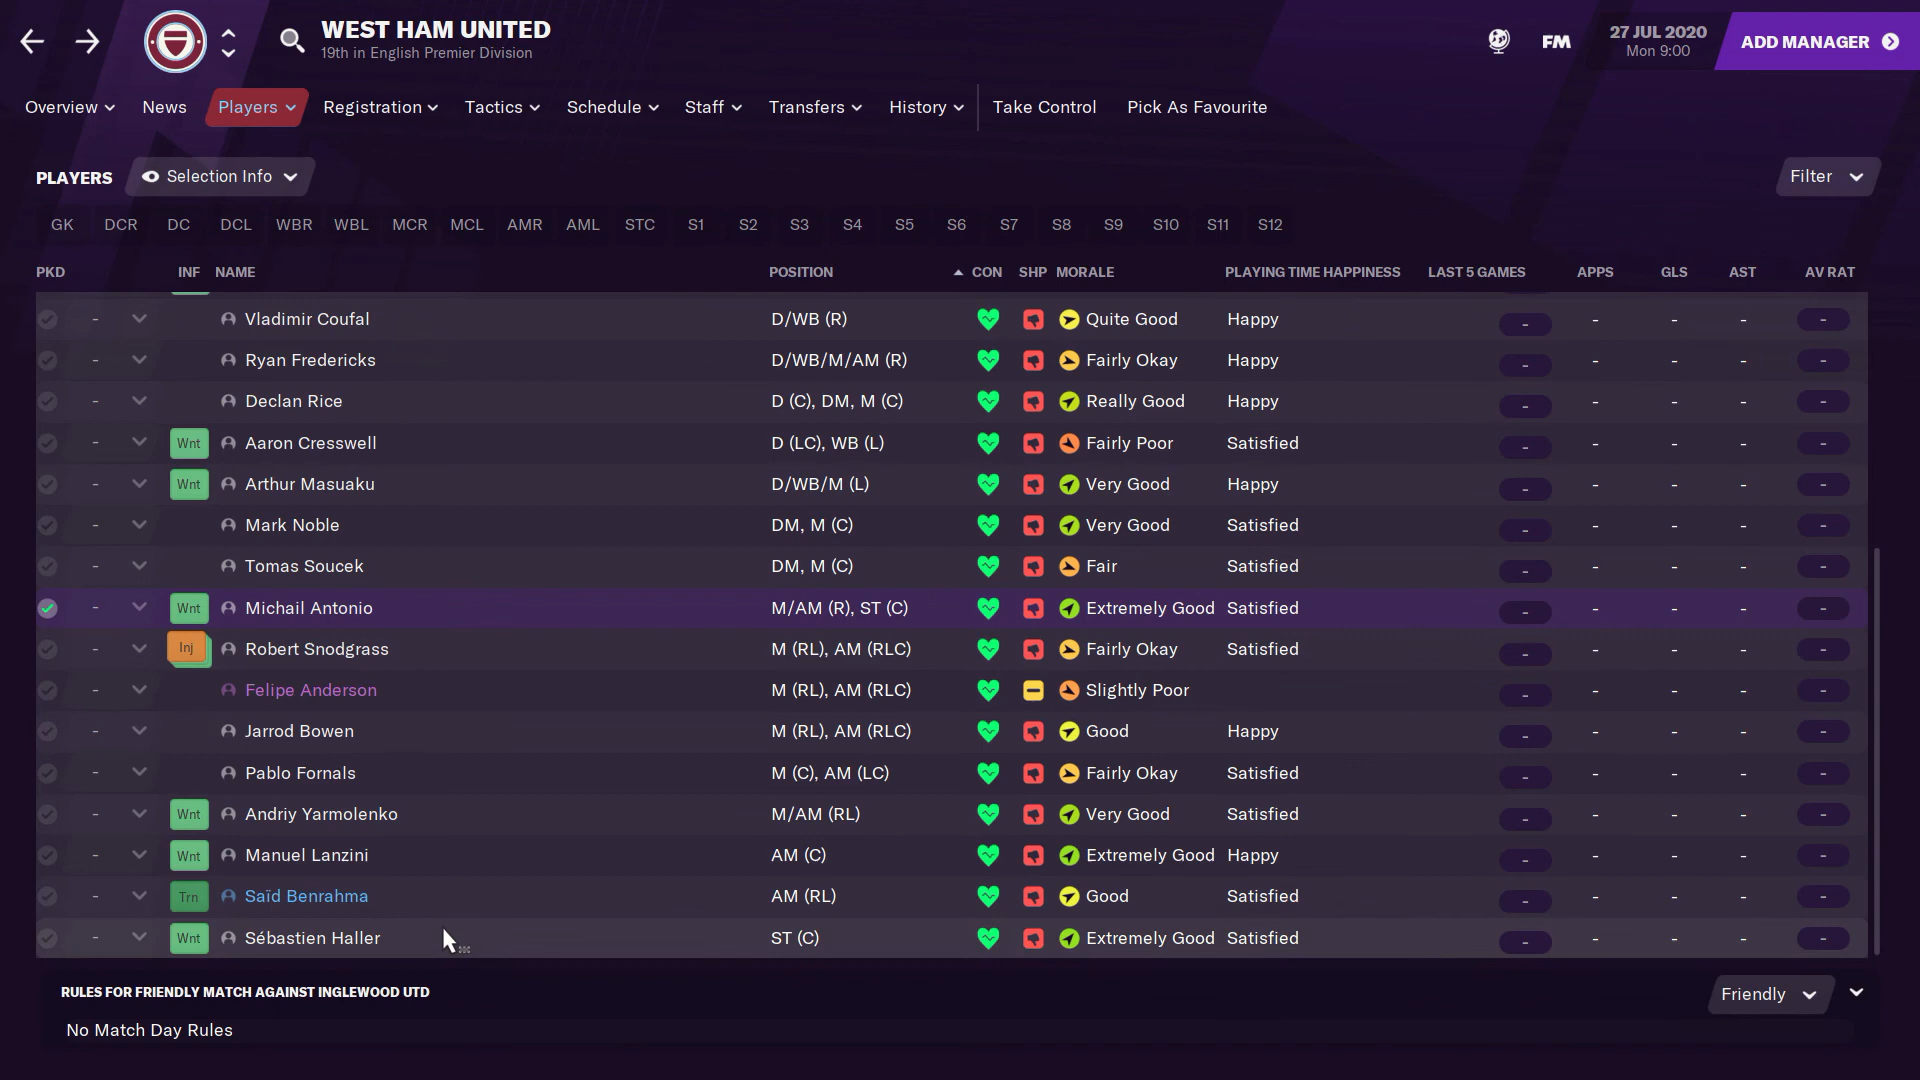 WEST HAM UNITED
19th in English Premier Division
FM
27 JUL 2020
Mon 9:00
ADD MANAGER
Overview News Players Registration Tactics Schedule Staff Transfers History Take Control Pick As Favourite
PLAYERS Selection Info Filter
GK DCR DC DCL WBR WBL MCR MCL AMR AML STC S1 S2 S3 S4 S5 S6 S7 S8 S9 S10 S11 S12
PKD INF NAME POSITION CON SHP MORALE PLAYING TIME HAPPINESS LAST 5 GAMES APPS GLS AST AV RAT
- Vladimir Coufal D/WB (R) Quite Good Happy - - - - -
- Ryan Fredericks D/WB/M/AM (R) Fairly Okay Happy - - - - -
- Declan Rice D (C), DM, M (C) Really Good Happy - - - - -
- Wnt Aaron Cresswell D (LC), WB (L) Fairly Poor Satisfied - - - - -
- Wnt Arthur Masuaku D/WB/M (L) Very Good Happy - - - - -
- Mark Noble DM, M (C) Very Good Satisfied - - - - -
- Tomas Soucek DM, M (C) Fair Satisfied - - - - -
- Wnt Michail Antonio M/AM (R), ST (C) Extremely Good Satisfied - - - - -
- Inj Robert Snodgrass M (RL), AM (RLC) Fairly Okay Satisfied - - - - -
- Felipe Anderson M (RL), AM (RLC) Slightly Poor - - - - -
- Jarrod Bowen M (RL), AM (RLC) Good Happy - - - - -
- Pablo Fornals M (C), AM (LC) Fairly Okay Satisfied - - - - -
- Wnt Andriy Yarmolenko M/AM (RL) Very Good Satisfied - - - - -
- Wnt Manuel Lanzini AM (C) Extremely Good Happy - - - - -
- Trn Saïd Benrahma AM (RL) Good Satisfied - - - - -
- Wnt Sébastien Haller ST (C) Extremely Good Satisfied - - - - -
RULES FOR FRIENDLY MATCH AGAINST INGLEWOOD UTD Friendly
No Match Day Rules